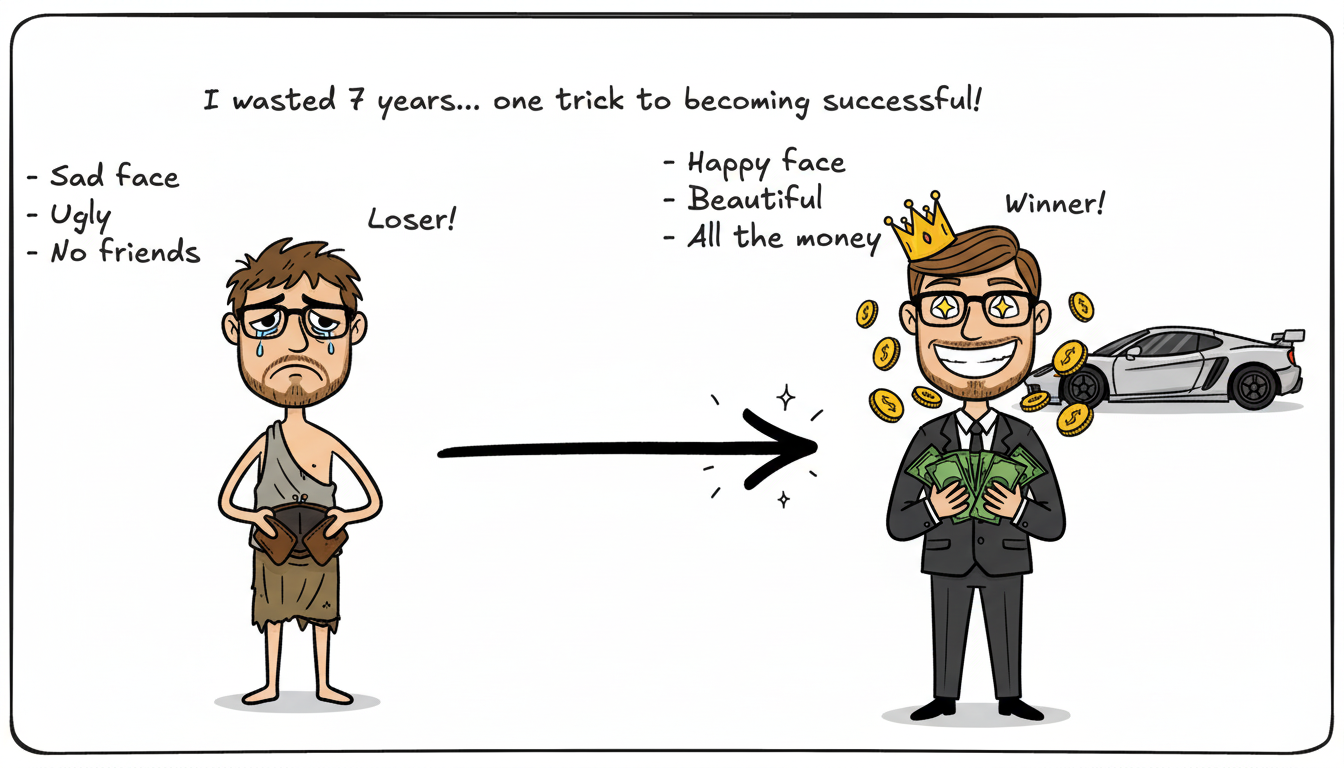 I wasted 7 years... one trick to becoming successful!
- Sad face
- Ugly
- No friends
Loser!
- Happy face
- Beautiful
- All the money
Winner!